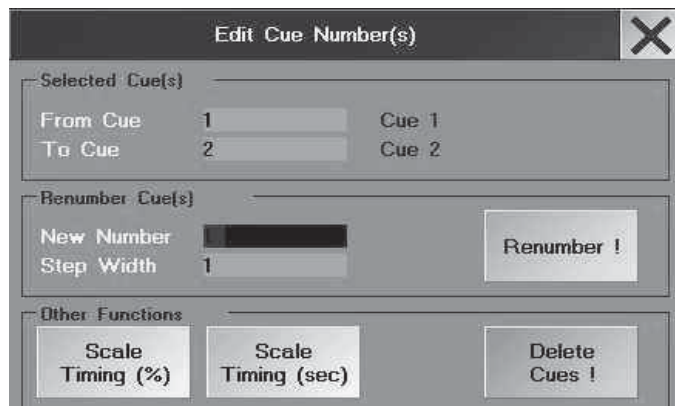 Edit Cue Number(s)
Selected Cue(s)
From Cue 1 Cue 1
To Cue 2 Cue 2
Renumber Cue(s)
New Number
Step Width 1
Renumber !
Other Functions
Scale
Timing (%)
Scale
Timing (sec)
Delete
Cues !